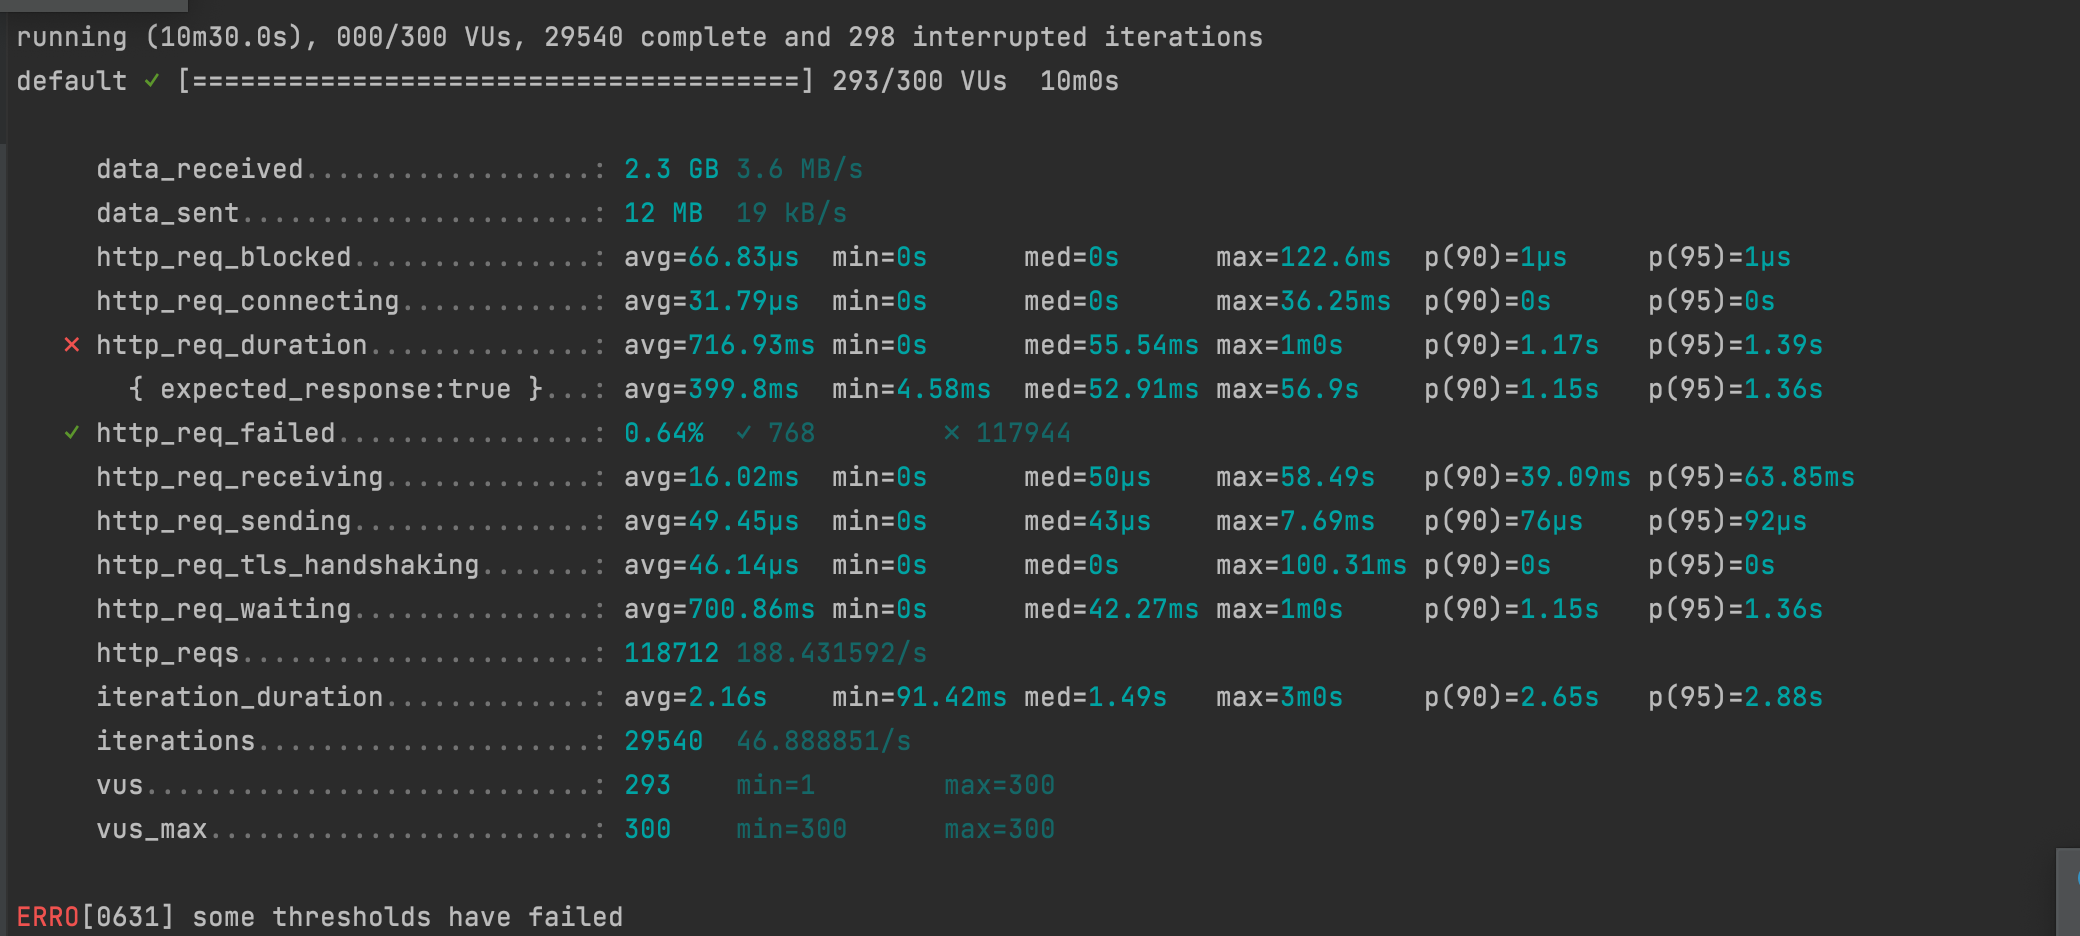 running (10m30.0s), 000/300 VUs, 29540 complete and 298 interrupted iterations
default ✓ [======================================] 293/300 VUs  10m0s
data_received..................: 2.3 GB 3.6 MB/s
data_sent......................: 12 MB  19 kB/s
http_req_blocked...............: avg=66.83µs  min=0s      med=0s      max=122.6ms  p(90)=1µs     p(95)=1µs
http_req_connecting............: avg=31.79µs  min=0s      med=0s      max=36.25ms  p(90)=0s      p(95)=0s
✗ http_req_duration..............: avg=716.93ms min=0s      med=55.54ms max=1m0s     p(90)=1.17s   p(95)=1.39s
{ expected_response:true }...: avg=399.8ms  min=4.58ms  med=52.91ms max=56.9s    p(90)=1.15s   p(95)=1.36s
✓ http_req_failed................: 0.64%  ✓ 768        ✗ 117944
http_req_receiving.............: avg=16.02ms  min=0s      med=50µs    max=58.49s   p(90)=39.09ms p(95)=63.85ms
http_req_sending...............: avg=49.45µs  min=0s      med=43µs    max=7.69ms   p(90)=76µs    p(95)=92µs
http_req_tls_handshaking.......: avg=46.14µs  min=0s      med=0s      max=100.31ms p(90)=0s      p(95)=0s
http_req_waiting...............: avg=700.86ms min=0s      med=42.27ms max=1m0s     p(90)=1.15s   p(95)=1.36s
http_reqs......................: 118712 188.431592/s
iteration_duration.............: avg=2.16s    min=91.42ms med=1.49s   max=3m0s     p(90)=2.65s   p(95)=2.88s
iterations.....................: 29540  46.888851/s
vus............................: 293    min=1        max=300
vus_max........................: 300    min=300      max=300
ERRO[0631] some thresholds have failed